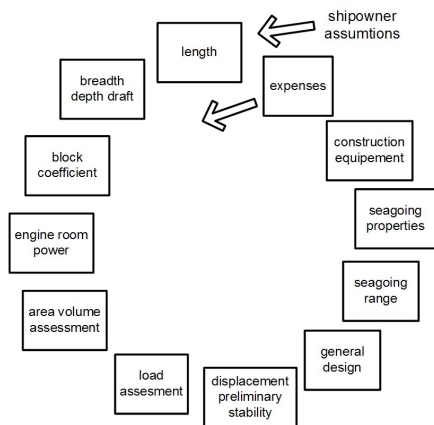 shipowner
assumtions
length
expenses
breadth
depth draft
construction
equipement
block
coefficient
seagoing
properties
engine room
power
seagoing
range
area volume
assessment
general
design
load
assesment
displacement
preliminary
stability